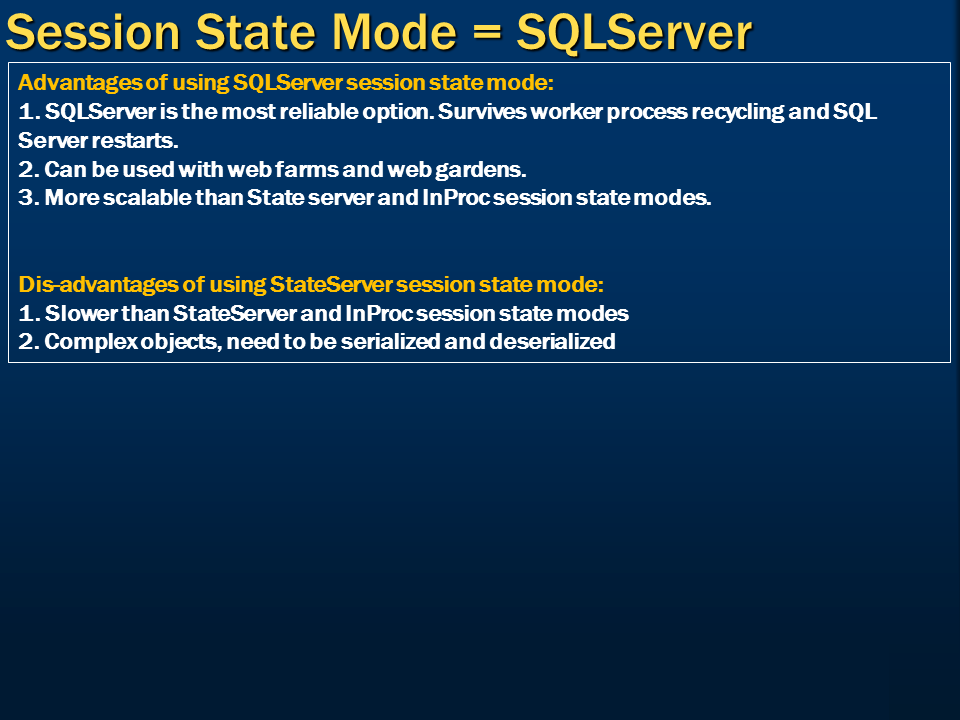 Session State Mode = SQLServer
Advantages of using SQLServer session state mode:
1. SQLServer is the most reliable option. Survives worker process recycling and SQL
Server restarts.
2. Can be used with web farms and web gardens.
3. More scalable than State server and InProc session state modes.
Dis-advantages of using StateServer session state mode:
1. Slower than StateServer and InProc session state modes
2. Complex objects, need to be serialized and deserialized